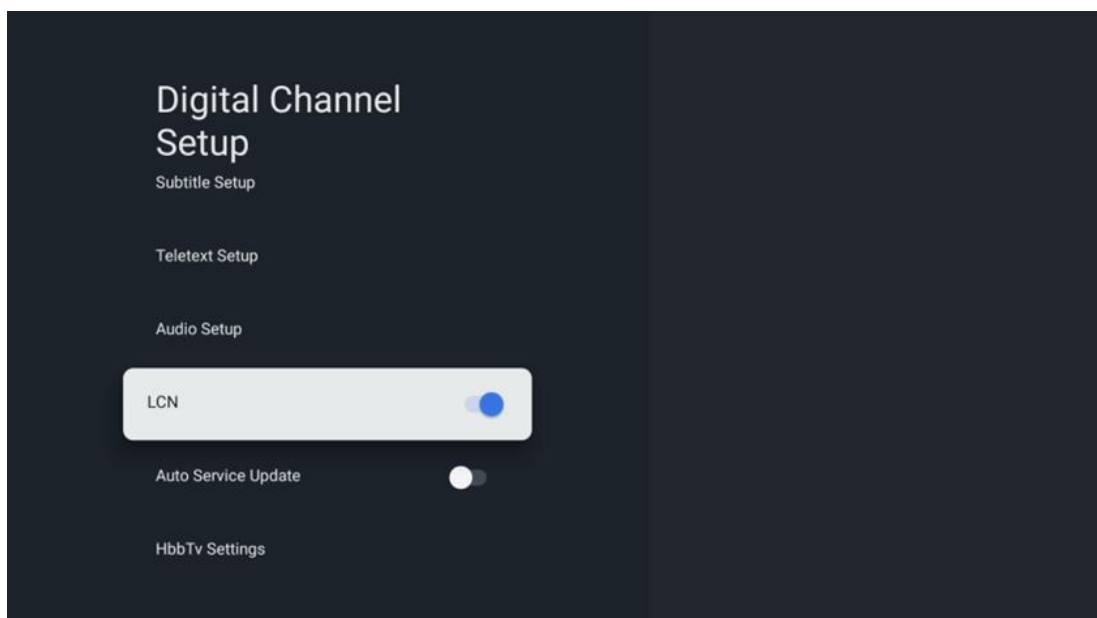 Digital Channel
Setup
Subtitle Setup
Teletext Setup
Audio Setup
LCN
Auto Service Update
HbbTv Settings